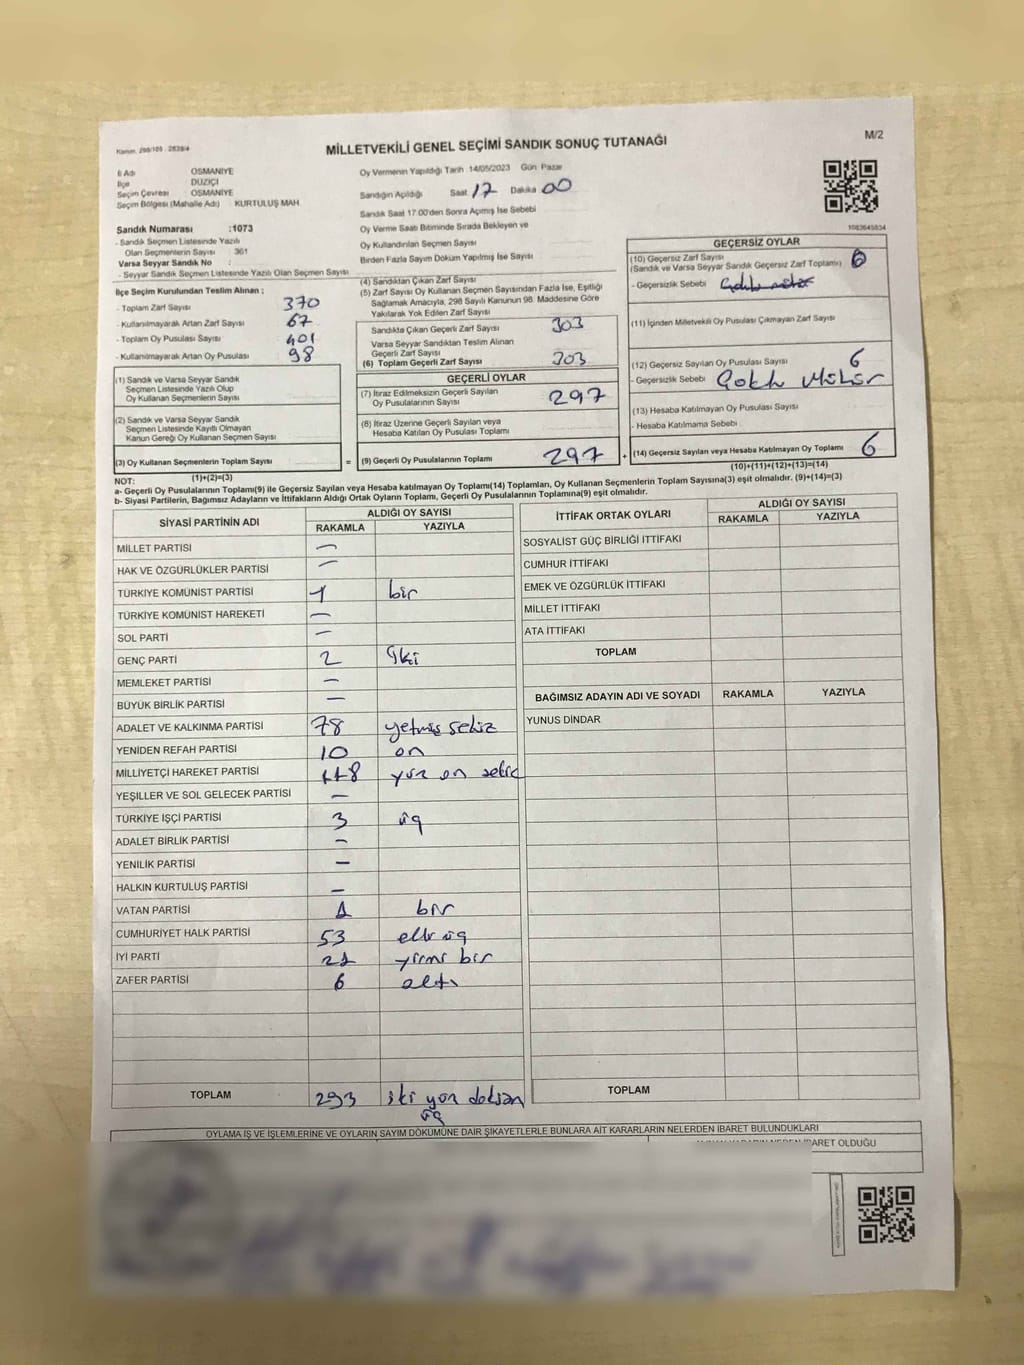 Kanun. 298/105 - 2839/4
MİLLETVEKİLİ GENEL SEÇİMİ SANDIK SONUÇ TUTANAĞI
M/2
İl Adı OSMANİYE
İlçe DÜZİÇİ
Seçim Çevresi OSMANİYE
Seçim Bölgesi (Mahalle Adı) KURTULUŞ MAH
Sandık Numarası :1073
- Sandık Seçmen Listesinde Yazılı
Olan Seçmenlerin Sayısı : 361
Varsa Seyyar Sandık No :
- Seyyar Sandık Seçmen Listesinde Yazılı Olan Seçmen Sayısı
Oy Vermenin Yapıldığı Tarih 14/05/2023 Gün Pazar
Sandığın Açıldığı Saat 17 Dakika 00
Sandık Saat 17:00'den Sonra Açımış İse Sebebi
Oy Verme Saati Bitiminde Sırada Bekleyen ve
Oy Kullandırılan Seçmen Sayısı
Birden Fazla Sayım Döküm Yapılmış İse Sayısı
1083645034
İlçe Seçim Kurulundan Teslim Alınan :
- Toplam Zarf Sayısı 370
- Kullanılmayarak Artan Zarf Sayısı 67
- Toplam Oy Pusulası Sayısı 401
- Kullanılmayarak Artan Oy Pusulası 98
(4) Sandıktan Çıkan Zarf Sayısı
(5) Zarf Sayısı Oy Kullanan Seçmen Sayısından Fazla İse, Eşitliği
Sağlamak Amacıyla, 298 Sayılı Kanunun 98. Maddesine Göre
Yakılarak Yok Edilen Zarf Sayısı
Sandıkta Çıkan Geçerli Zarf Sayısı 303
Varsa Seyyar Sandıktan Teslim Alınan
Geçerli Zarf Sayısı
(6) Toplam Geçerli Zarf Sayısı 303
GEÇERSİZ OYLAR
(10) Geçersiz Zarf Sayısı
(Sandık ve Varsa Seyyar Sandık Geçersiz Zarf Toplamı)
- Geçersizlik Sebebi
(11) İçinden Milletvekili Oy Pusulası Çıkmayan Zarf Sayısı
(12) Geçersiz Sayılan Oy Pusulası Sayısı 6
- Geçersizlik Sebebi Çoklu Mühür
(13) Hesaba Katılmayan Oy Pusulası Sayısı
- Hesaba Katılmama Sebebi
(14) Geçersiz Sayılan veya Hesaba Katılmayan Oy Toplamı 6
(10)+(11)+(12)+(13)=(14)
(1) Sandık ve Varsa Seyyar Sandık
Seçmen Listesinde Yazılı Olup
Oy Kullanan Seçmenlerin Sayısı
(2) Sandık ve Varsa Seyyar Sandık
Seçmen Listesinde Kayıtlı Olmayan
Kanun Gereği Oy Kullanan Seçmen Sayısı
(3) Oy Kullanan Seçmenlerin Toplam Sayısı =
(1)+(2)=(3)
GEÇERLİ OYLAR
(7) İtiraz Edilmeksizin Geçerli Sayılan
Oy Pusulalarının Sayısı 297
(8) İtiraz Üzerine Geçerli Sayılan veya
Hesaba Katılan Oy Pusulası Toplamı
(9) Geçerli Oy Pusulalarının Toplamı 297 +
NOT:
a- Geçerli Oy Pusulalarının Toplamı(9) ile Geçersiz Sayılan veya Hesaba katılmayan Oy Toplamı(14) Toplamları, Oy Kullanan Seçmenlerin Toplam Sayısına(3) eşit olmalıdır. (9)+(14)=(3)
b- Siyasi Partilerin, Bağımsız Adayların ve İttifakların Aldığı Ortak Oyların Toplamı, Geçerli Oy Pusulalarının Toplamına(9) eşit olmalıdır.
SİYASİ PARTİNİN ADI ALDIĞI OY SAYISI
RAKAMLA YAZIYLA
MİLLET PARTİSİ —
HAK VE ÖZGÜRLÜKLER PARTİSİ —
TÜRKİYE KOMÜNİST PARTİSİ 1 bir
TÜRKİYE KOMÜNİST HAREKETİ —
SOL PARTİ —
GENÇ PARTİ 2 iki
MEMLEKET PARTİSİ —
BÜYÜK BİRLİK PARTİSİ —
ADALET VE KALKINMA PARTİSİ 78 yetmiş sekiz
YENİDEN REFAH PARTİSİ 10 on
MİLLİYETÇİ HAREKET PARTİSİ 118 yüz on sekiz
YEŞİLLER VE SOL GELECEK PARTİSİ —
TÜRKİYE İŞÇİ PARTİSİ 3 üç
ADALET BİRLİK PARTİSİ —
YENİLİK PARTİSİ —
HALKIN KURTULUŞ PARTİSİ —
VATAN PARTİSİ 1 bir
CUMHURİYET HALK PARTİSİ 53 elli üç
İYİ PARTİ 21 yirmi bir
ZAFER PARTİSİ 6 altı
TOPLAM 293 iki yüz doksan
üç
İTTİFAK ORTAK OYLARI ALDIĞI OY SAYISI
RAKAMLA YAZIYLA
SOSYALİST GÜÇ BİRLİĞİ İTTİFAKI
CUMHUR İTTİFAKI
EMEK VE ÖZGÜRLÜK İTTİFAKI
MİLLET İTTİFAKI
ATA İTTİFAKI
TOPLAM
BAĞIMSIZ ADAYIN ADI VE SOYADI RAKAMLA YAZIYLA
YUNUS DİNDAR
TOPLAM
OYLAMA İŞ VE İŞLEMLERİNE VE OYLARIN SAYIM DÖKÜMÜNE DAİR ŞİKAYETLERLE BUNLARA AİT KARARLARIN NELERDEN İBARET BULUNDUKLARI
İBARET OLDUĞU